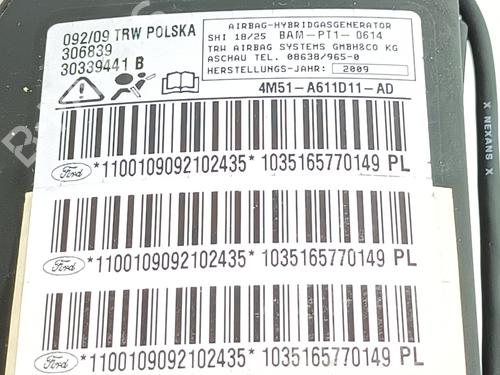 092/09 TRW POLSKA
306839
30339441 B
AIRBAG-HYBRIDGASGENERATOR
SHI 18/25 BAM-PT1-0614
TRW AIRBAG SYSTEMS GMBH&CO KG
ASCHAU TEL. 08638/965-0
HERSTELLUNGS-JAHR: 2009
4M51-A611D11-AD
Ford *1100109092102435*1035165770149 PL
Ford *1100109092102435*1035165770149 PL
Ford *1100109092102435*1035165770149 PL
X NEXANS X